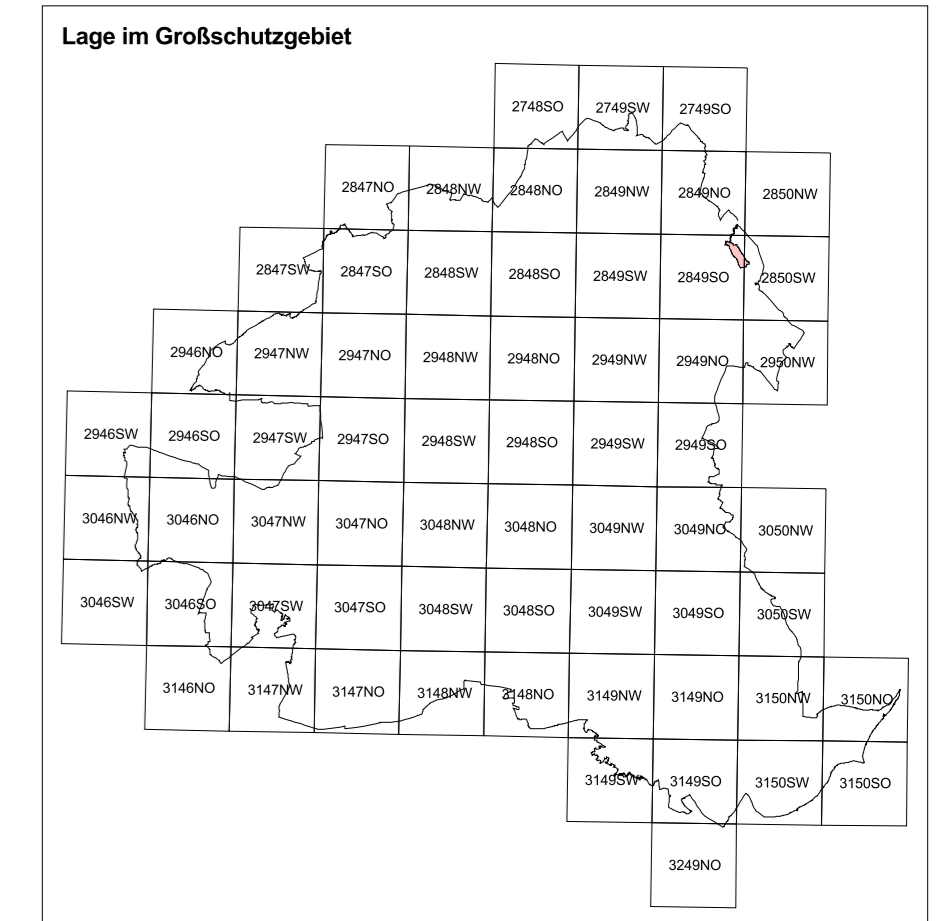 Lage im Großschutzgebiet
2748SO 2749SW 2749SO
2847NO 2848NW 2848NO 2849NW 2849NO 2850NW
2847SW 2847SO 2848SW 2848SO 2849SW 2849SO 2850SW
2946NO 2947NW 2947NO 2948NW 2948NO 2949NW 2949NO 2950NW
2946SW 2946SO 2947SW 2947SO 2948SW 2948SO 2949SW 2949SO
3046NW 3046NO 3047NW 3047NO 3048NW 3048NO 3049NW 3049NO 3050NW
3046SW 3046SO 3047SW 3047SO 3048SW 3048SO 3049SW 3049SO 3050SW
3146NO 3147NW 3147NO 3148NW 3148NO 3149NW 3149NO 3150NW 3150NO
3149SW 3149SO 3150SW 3150SO
3249NO